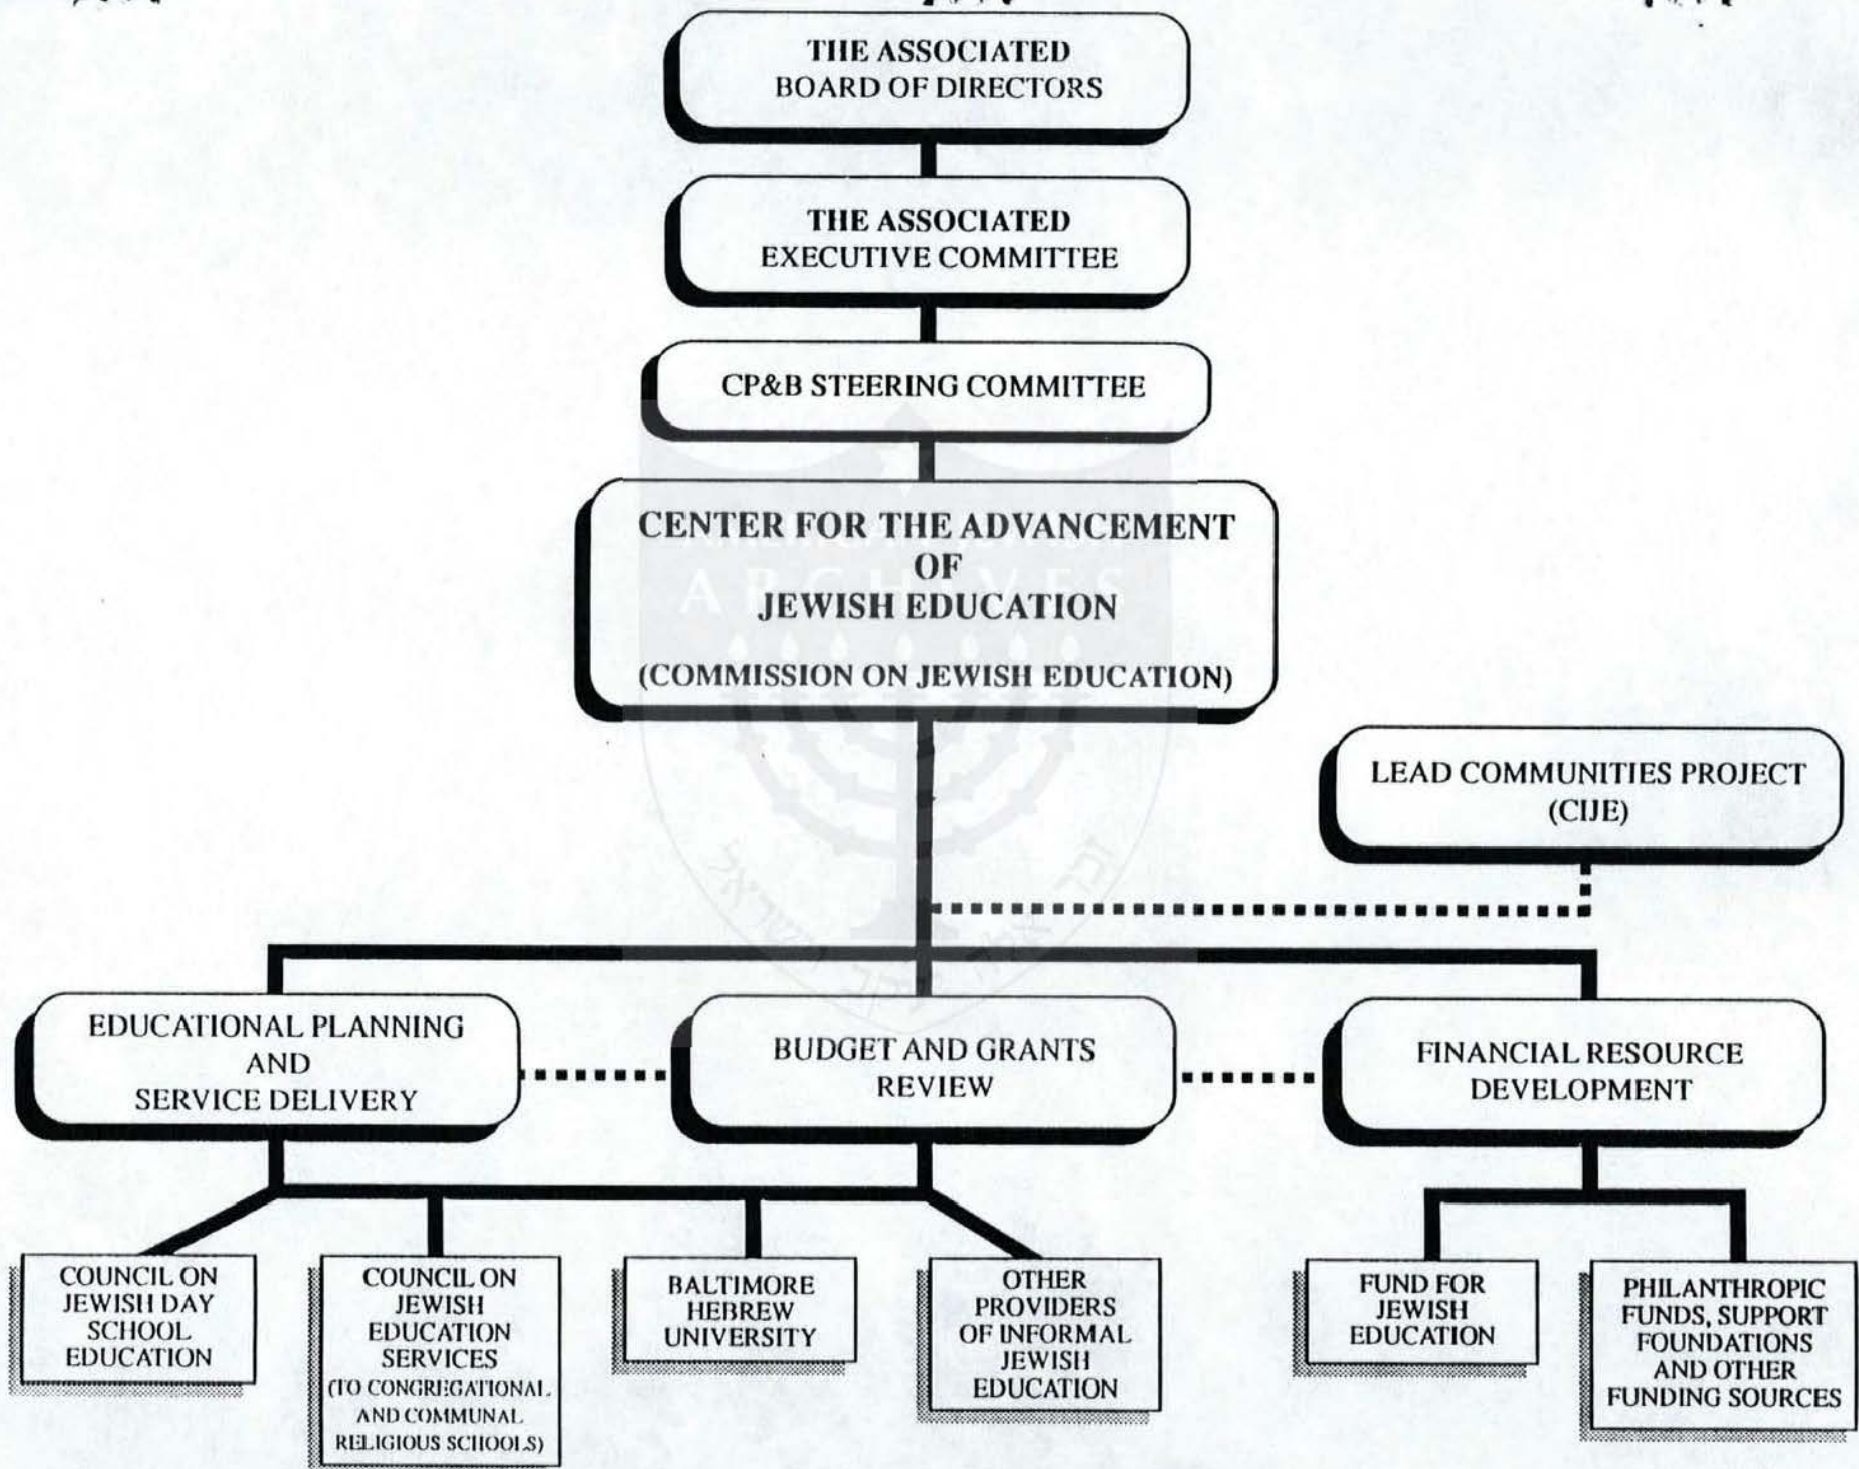 THE ASSOCIATED
BOARD OF DIRECTORS
THE ASSOCIATED
EXECUTIVE COMMITTEE
CP&B STEERING COMMITTEE
CENTER FOR THE ADVANCEMENT
OF
JEWISH EDUCATION
(COMMISSION ON JEWISH EDUCATION)
ARCHIVES
LEAD COMMUNITIES PROJECT
(CIJE)
EDUCATIONAL PLANNING
AND
SERVICE DELIVERY
BUDGET AND GRANTS
REVIEW
FINANCIAL RESOURCE
DEVELOPMENT
COUNCIL ON
JEWISH DAY
SCHOOL
EDUCATION
COUNCIL ON
JEWISH
EDUCATION
SERVICES
(TO CONGREGATIONAL
AND COMMUNAL
RELIGIOUS SCHOOLS)
BALTIMORE
HEBREW
UNIVERSITY
OTHER
PROVIDERS
OF INFORMAL
JEWISH
EDUCATION
FUND FOR
JEWISH
EDUCATION
PHILANTHROPIC
FUNDS, SUPPORT
FOUNDATIONS
AND OTHER
FUNDING SOURCES